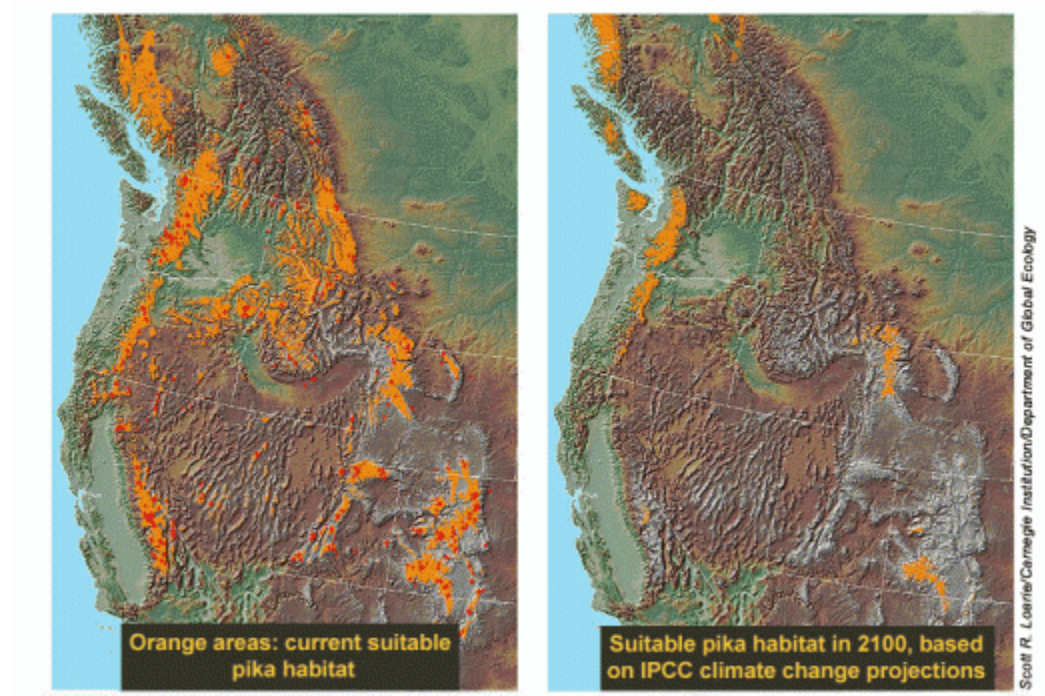 Orange areas: current suitable
pika habitat
Suitable pika habitat in 2100, based
on IPCC climate change projections
Scott R. Loarie/Carnegie Institution/Department of Global Ecology